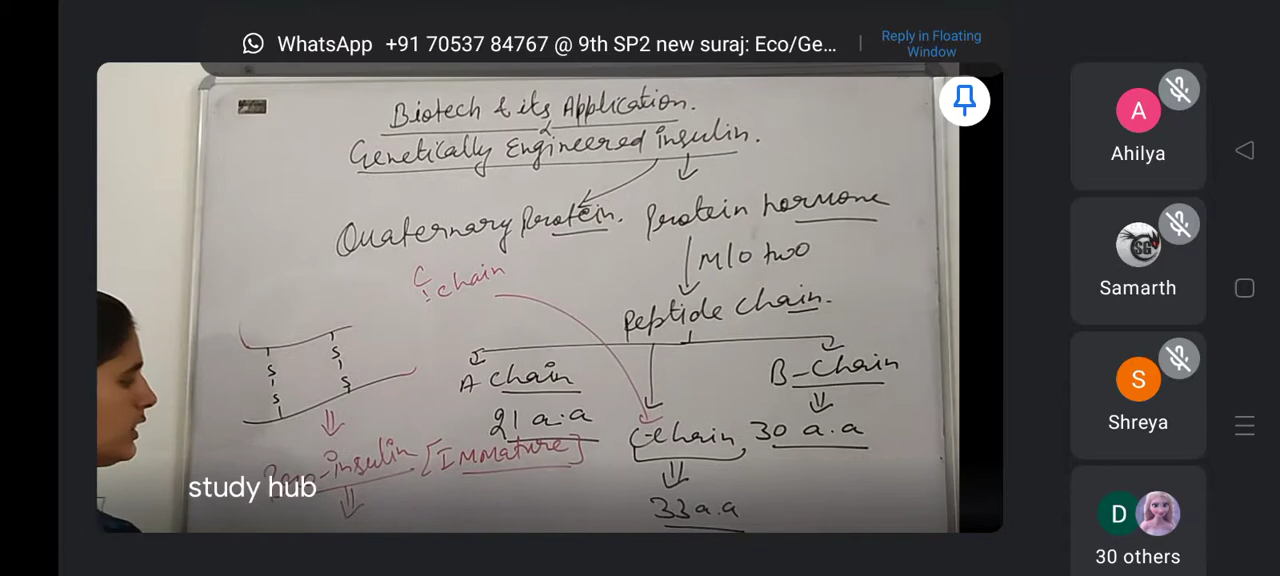 WhatsApp +91 70537 84767 @ 9th SP2 new suraj: Eco/Ge...
Reply in Floating
Window
Biotech & its Application.
Genetically Engineered insulin.
Quaternary protein. Protein hormone
M/o two
C
chain
Peptide chain.
A chain
B-Chain
21 a.a
C-chain
30 a.a
33 a.a
S
S
S
S
insulin [Immature]
study hub
A
Ahilya
SG
Samarth
S
Shreya
D
30 others